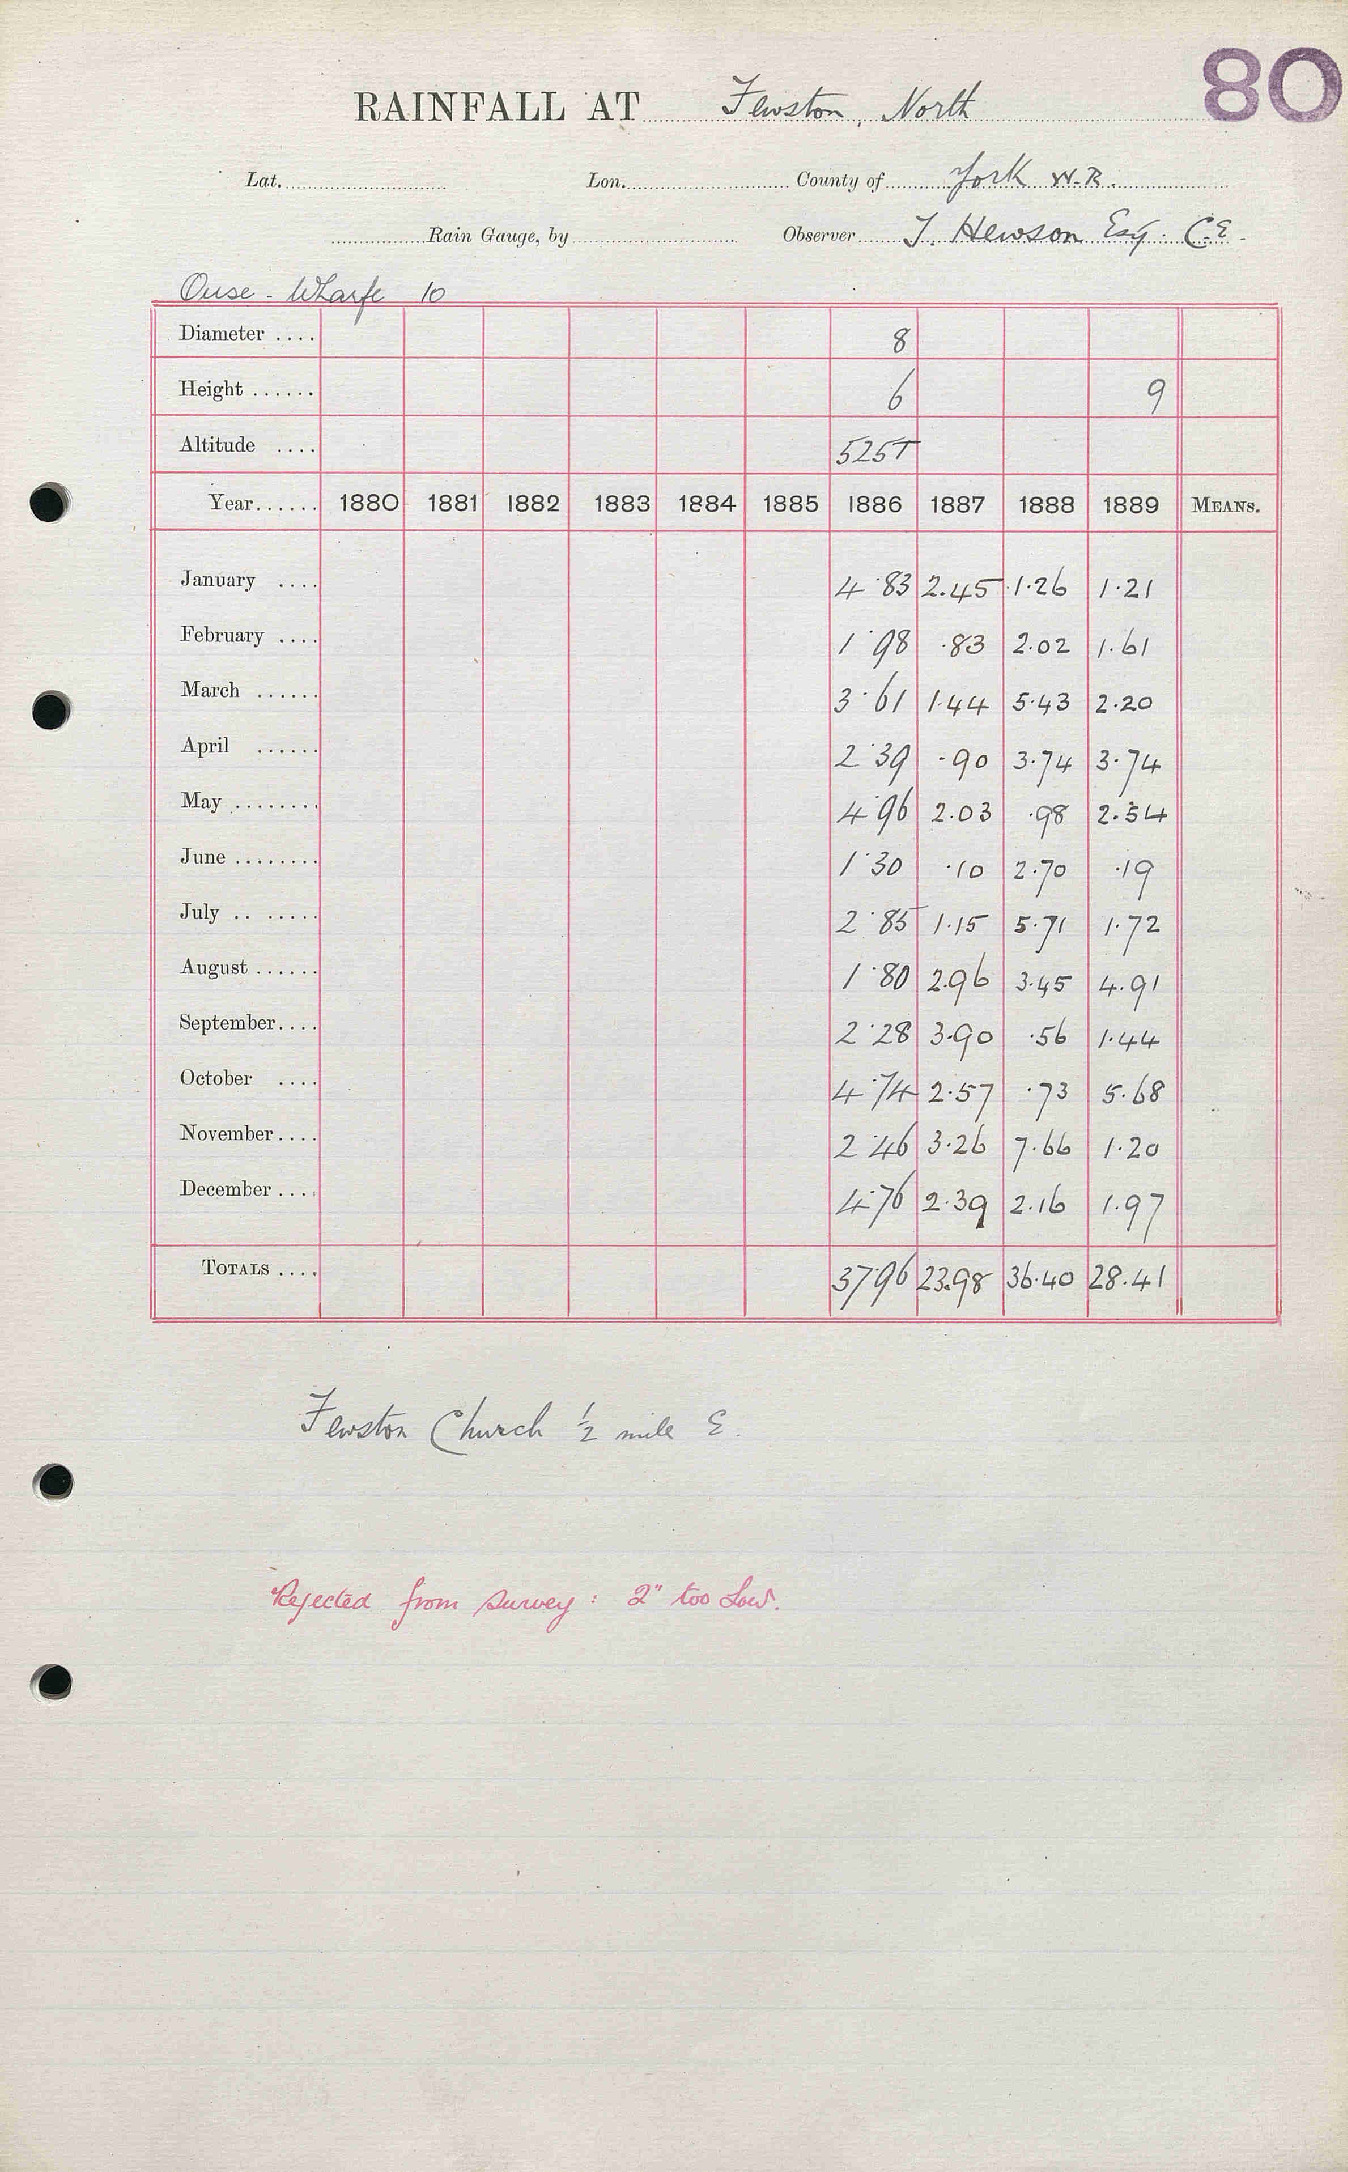 80
RAINFALL AT Fewston, North
Lat. Lon. County of York W.R.
Rain Gauge, by Observer T. Hewson Esq. C.E.
Ouse - Wharfe 10
Diameter .... 8
Height ...... 6 9
Altitude .... 525T
Year...... 1880 1881 1882 1883 1884 1885 1886 1887 1888 1889 MEANS.
January .... 4.83 2.45 1.26 1.21
February .... 1.98 .83 2.02 1.61
March ...... 3.61 1.44 5.43 2.20
April ...... 2.39 .90 3.74 3.74
May ........ 4.96 2.03 .98 2.54
June ........ 1.30 .10 2.70 .19
July .. ..... 2.85 1.15 5.71 1.72
August ...... 1.80 2.96 3.45 4.91
September.... 2.28 3.90 .56 1.44
October .... 4.74 2.57 .73 5.68
November.... 2.46 3.26 7.66 1.20
December .... 4.76 2.39 2.16 1.97
TOTALS .... 37.96 23.98 36.40 28.41
Fewston Church 1/2 mile E.
Rejected from survey: 2" too low.